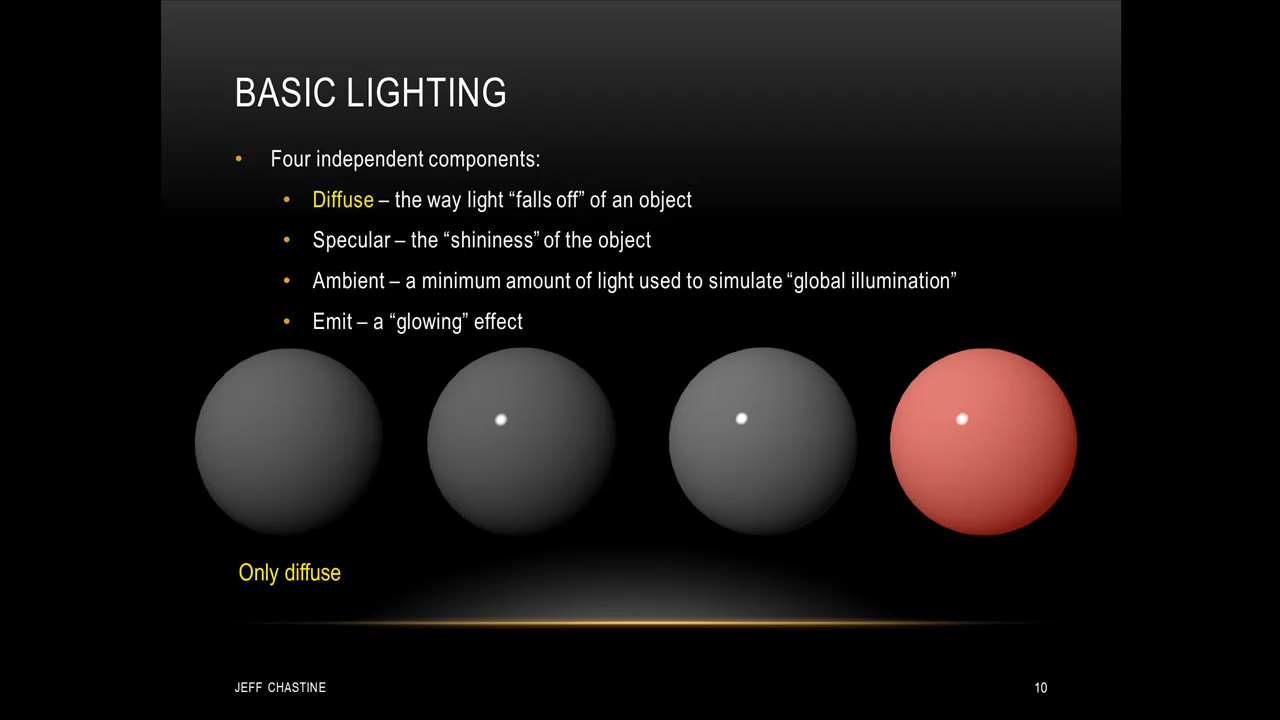 BASIC LIGHTING
• Four independent components:
• Diffuse – the way light “falls off” of an object
• Specular – the “shininess” of the object
• Ambient – a minimum amount of light used to simulate “global illumination”
• Emit – a “glowing” effect
Only diffuse
JEFF CHASTINE
10